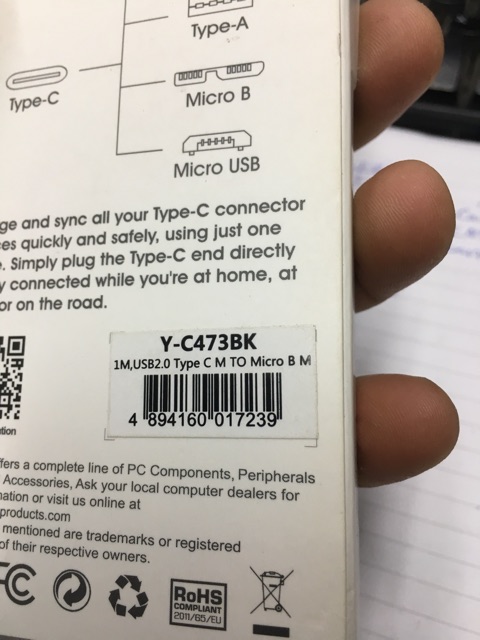 Type-A
Type-C
Micro B
Micro USB
and sync all your Type-C connector
quickly and safely, using just one
Simply plug the Type-C end directly
connected while you're at home, at
or on the road.
Y-C473BK
1M,USB2.0 Type C M TO Micro B M
4 894160 017239
a complete line of PC Components, Peripherals
Accessories, Ask your local computer dealers for
or visit us online at
products.com
mentioned are trademarks or registered
of their respective owners.
FC
RoHS
COMPLIANT
2011/65/EU